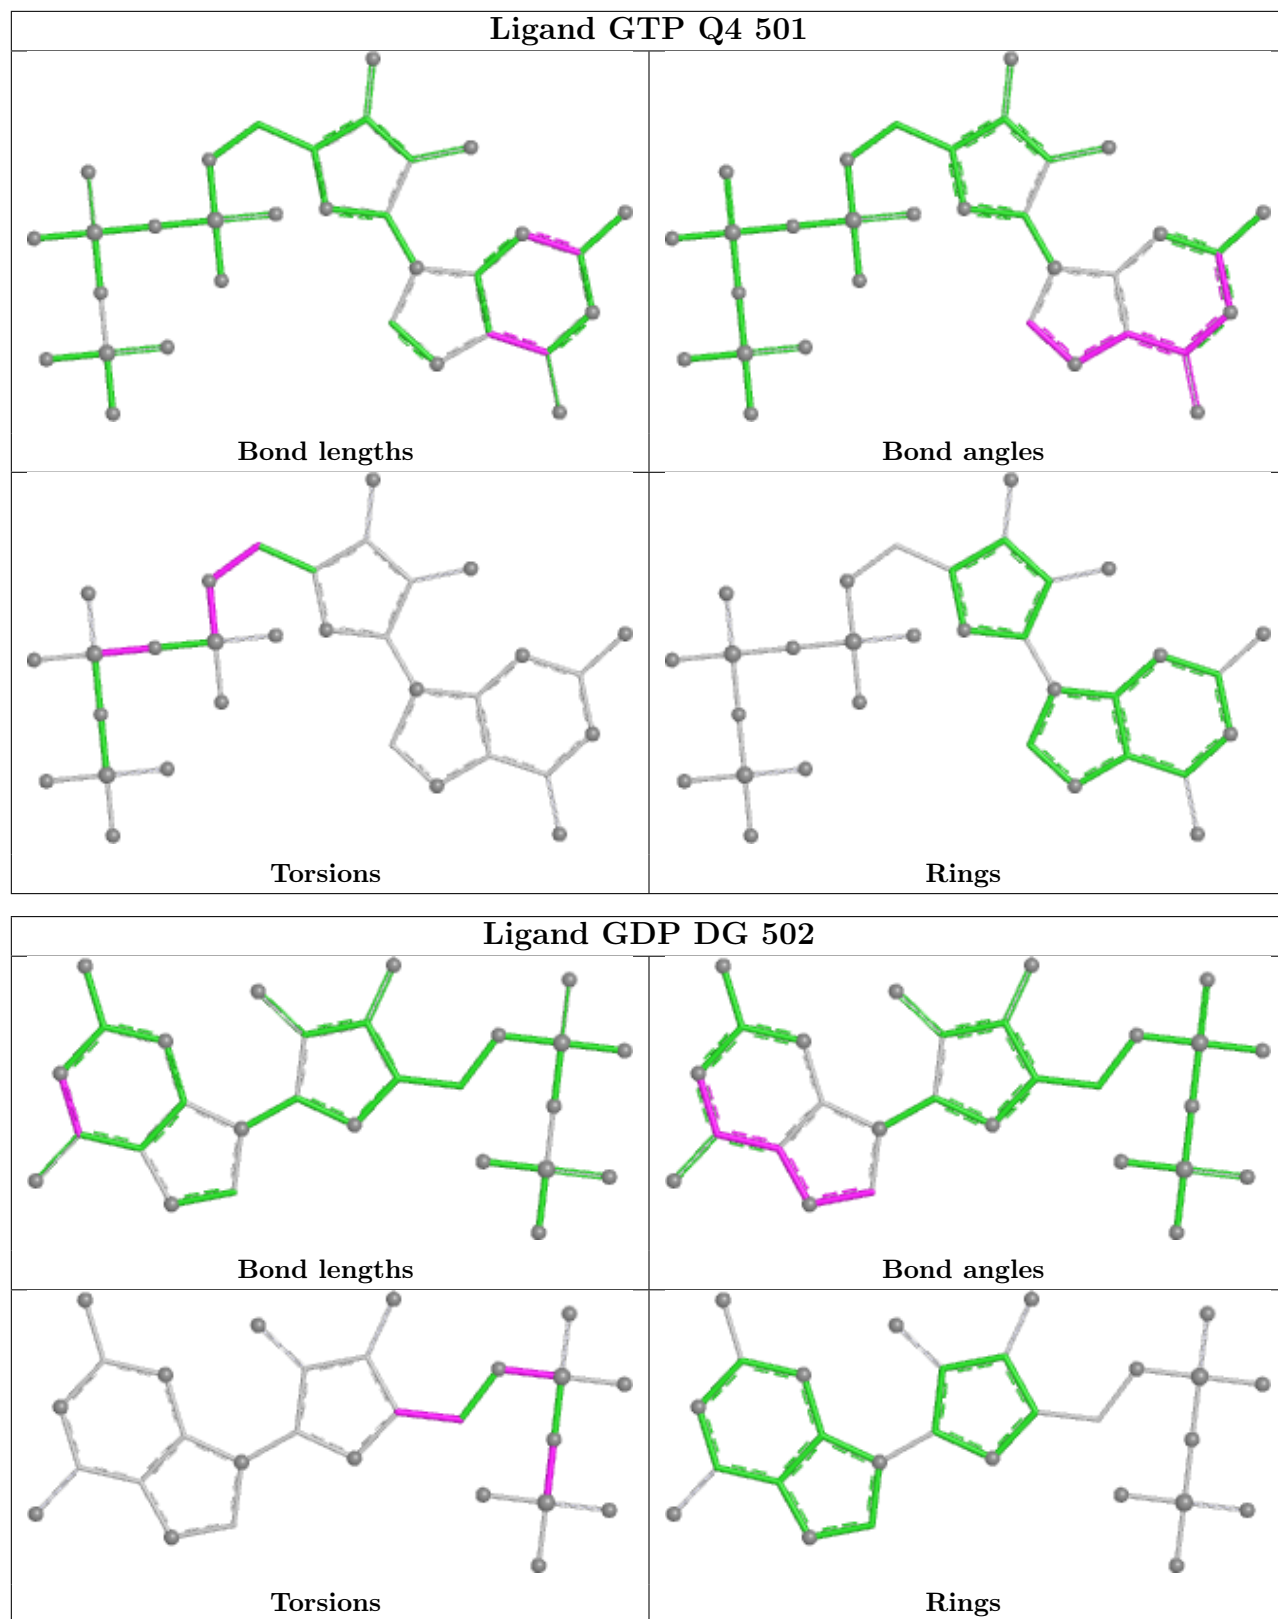 Ligand GTP Q4 501
Bond lengths
Bond angles
Torsions
Rings
Ligand GDP DG 502
Bond lengths
Bond angles
Torsions
Rings